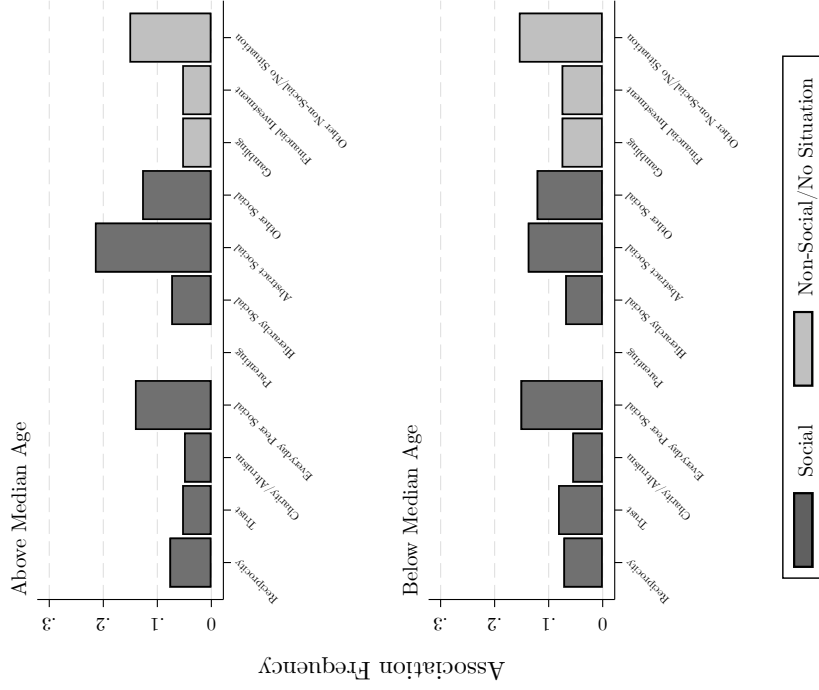 Association Frequency
Above Median Age
.3
.2
.1
0
Reciprocity
Trust
Charity/Altruism
Everyday Peer Social
Parenting
Hierarchy Social
Abstract Social
Other Social
Gambling
Financial Investment
Other Non-Social/No Situation
Below Median Age
.3
.2
.1
0
Reciprocity
Trust
Charity/Altruism
Everyday Peer Social
Parenting
Hierarchy Social
Abstract Social
Other Social
Gambling
Financial Investment
Other Non-Social/No Situation
Social
Non-Social/No Situation